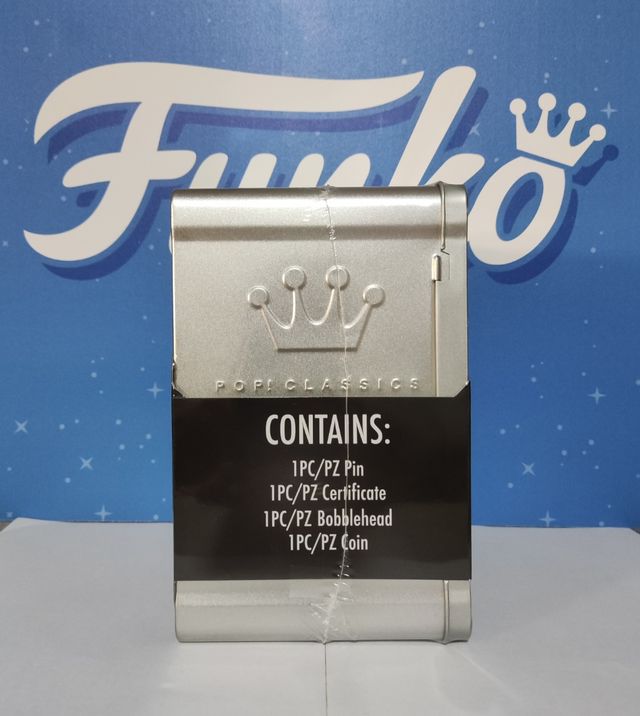 Funko
POP! CLASSICS
CONTAINS:
1PC/PZ Pin
1PC/PZ Certificate
1PC/PZ Bobblehead
1PC/PZ Coin